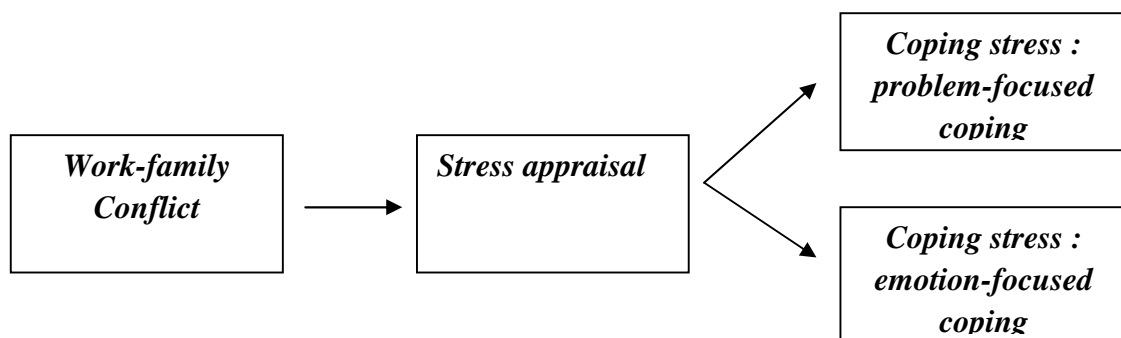 Work-family
Conflict
Stress appraisal
Coping stress :
problem-focused
coping
Coping stress :
emotion-focused
coping